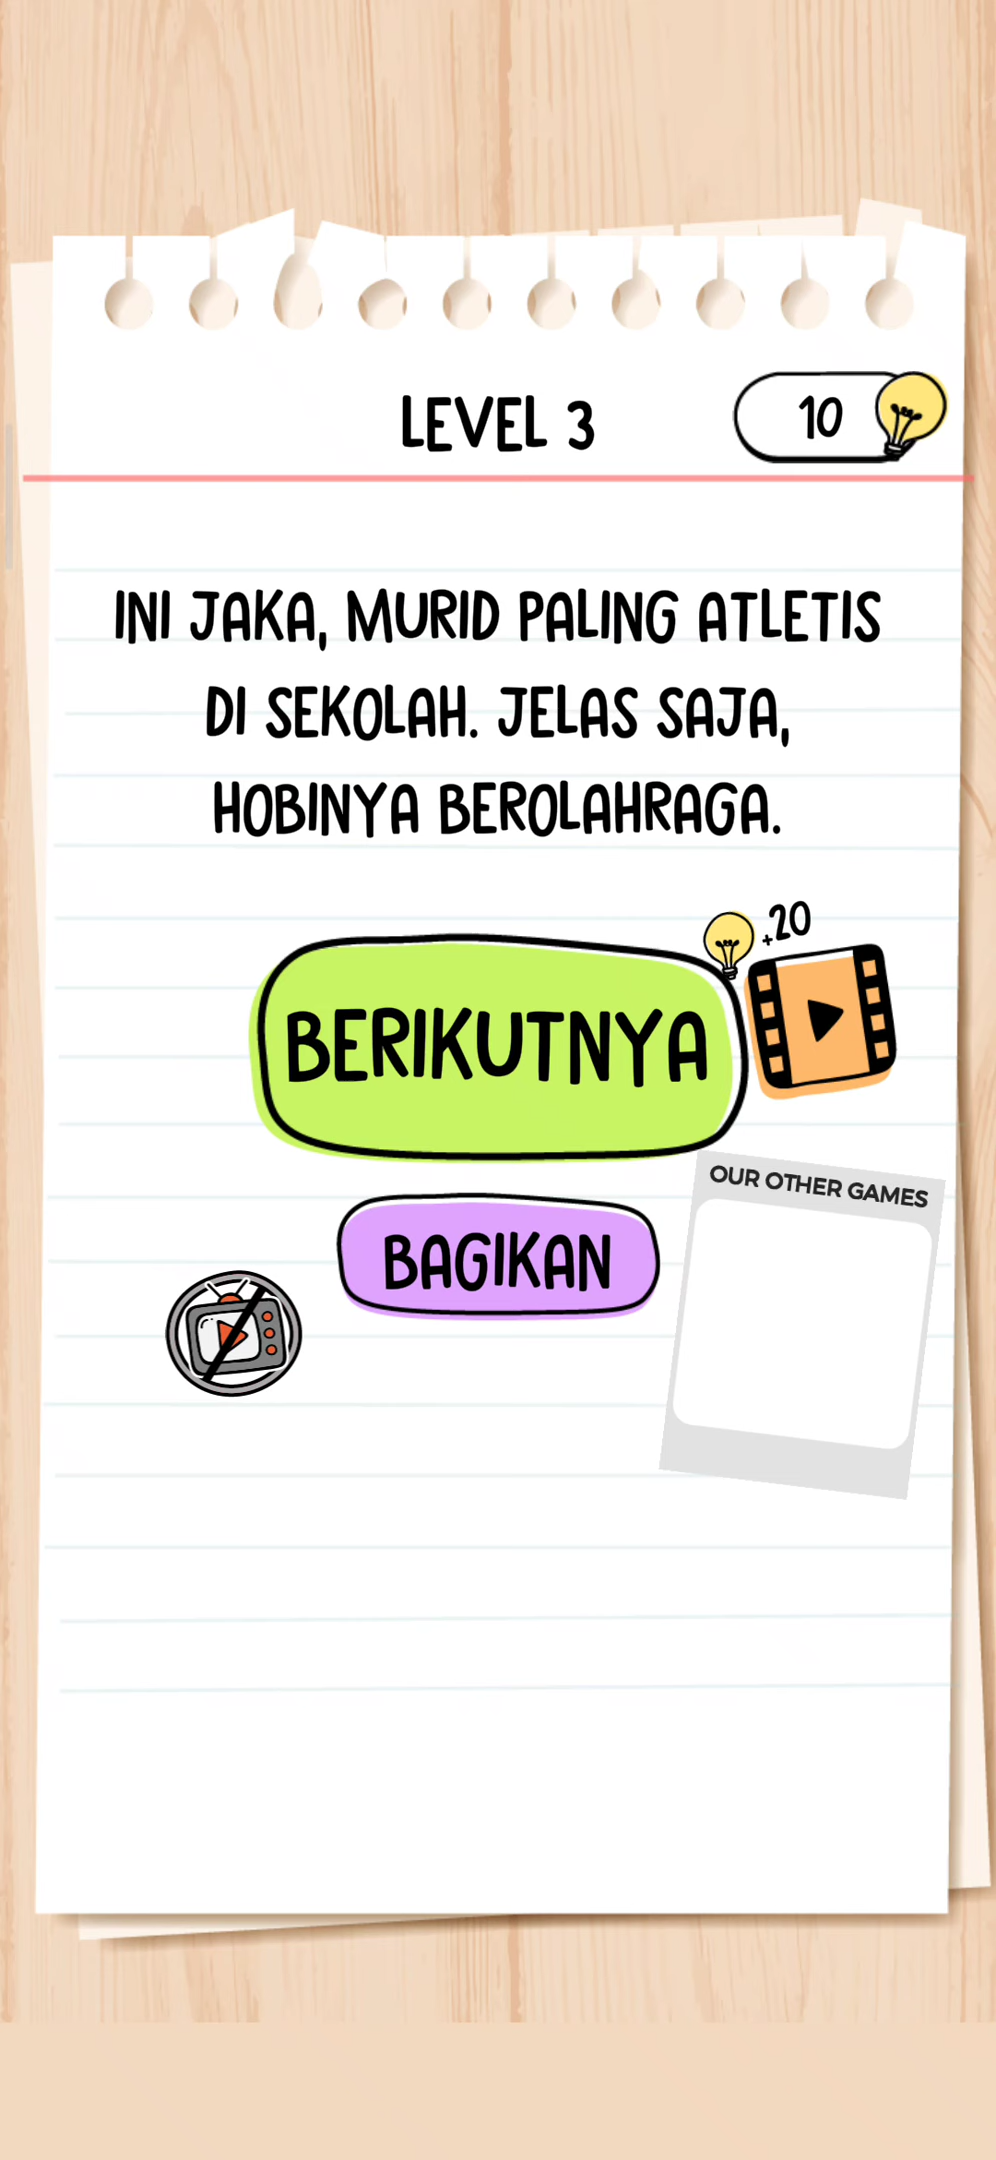 LEVEL 3
10
INI JAKA, MURID PALING ATLETIS
DI SEKOLAH. JELAS SAJA,
HOBINYA BEROLAHRAGA.
+20
BERIKUTNYA
OUR OTHER GAMES
BAGIKAN